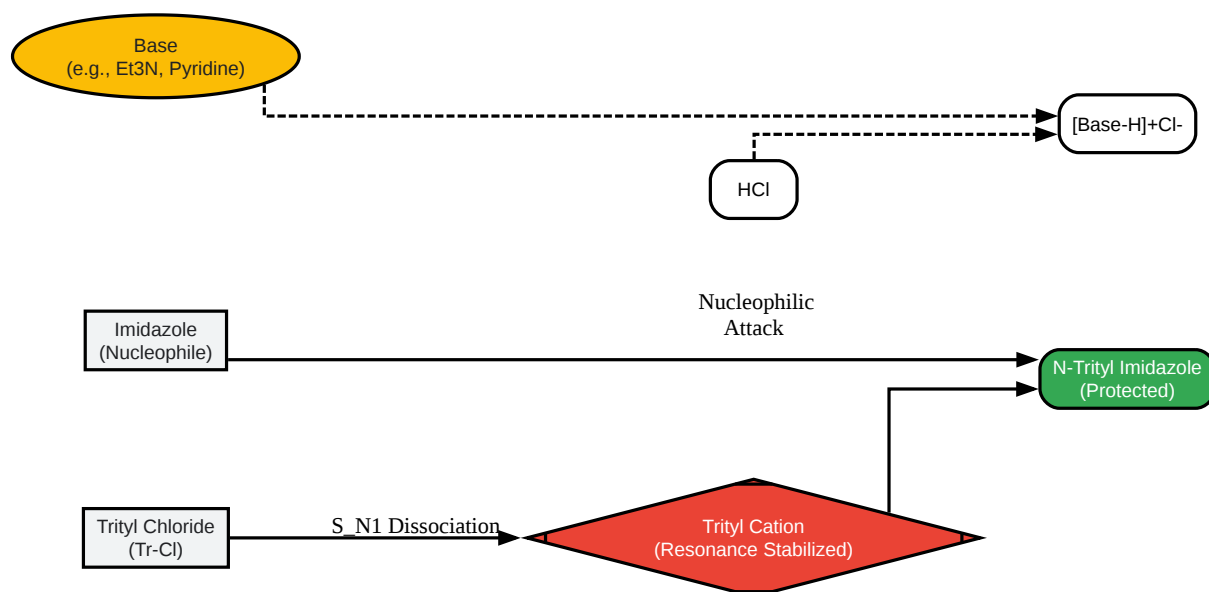 Base
(e.g., Et3N, Pyridine)
[Base-H]+Cl-
HCl
Nucleophilic
Attack
Imidazole
(Nucleophile)
N-Trityl Imidazole
(Protected)
Trityl Chloride
(Tr-Cl)
S_N1 Dissociation
Trityl Cation
(Resonance Stabilized)